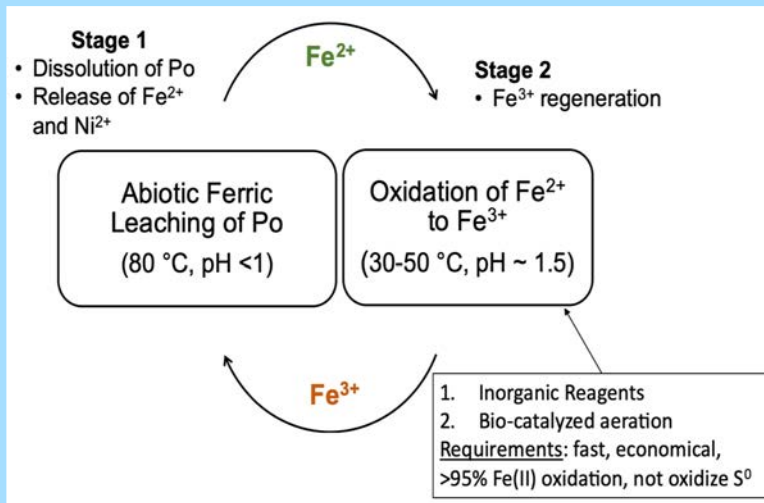 Stage 1
• Dissolution of Po
• Release of Fe²⁺
and Ni²⁺
Fe²⁺
Stage 2
• Fe³⁺ regeneration
Abiotic Ferric
Leaching of Po
(80 °C, pH <1)
Oxidation of Fe²⁺
to Fe³⁺
(30-50 °C, pH ~ 1.5)
Fe³⁺
1. Inorganic Reagents
2. Bio-catalyzed aeration
Requirements: fast, economical,
>95% Fe(II) oxidation, not oxidize S⁰